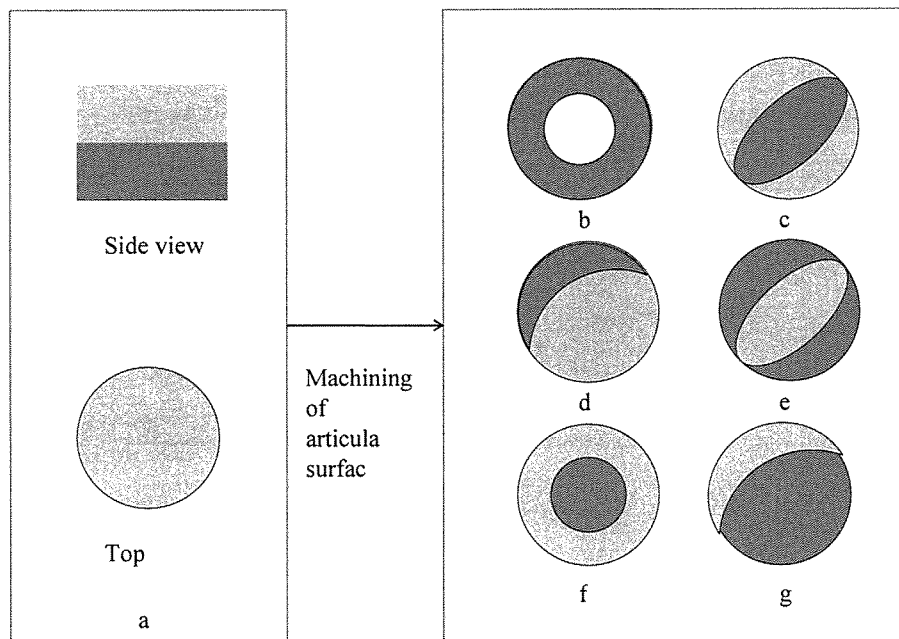 Side view
Top
a
Machining
of
articula
surfac
b
c
d
e
f
g